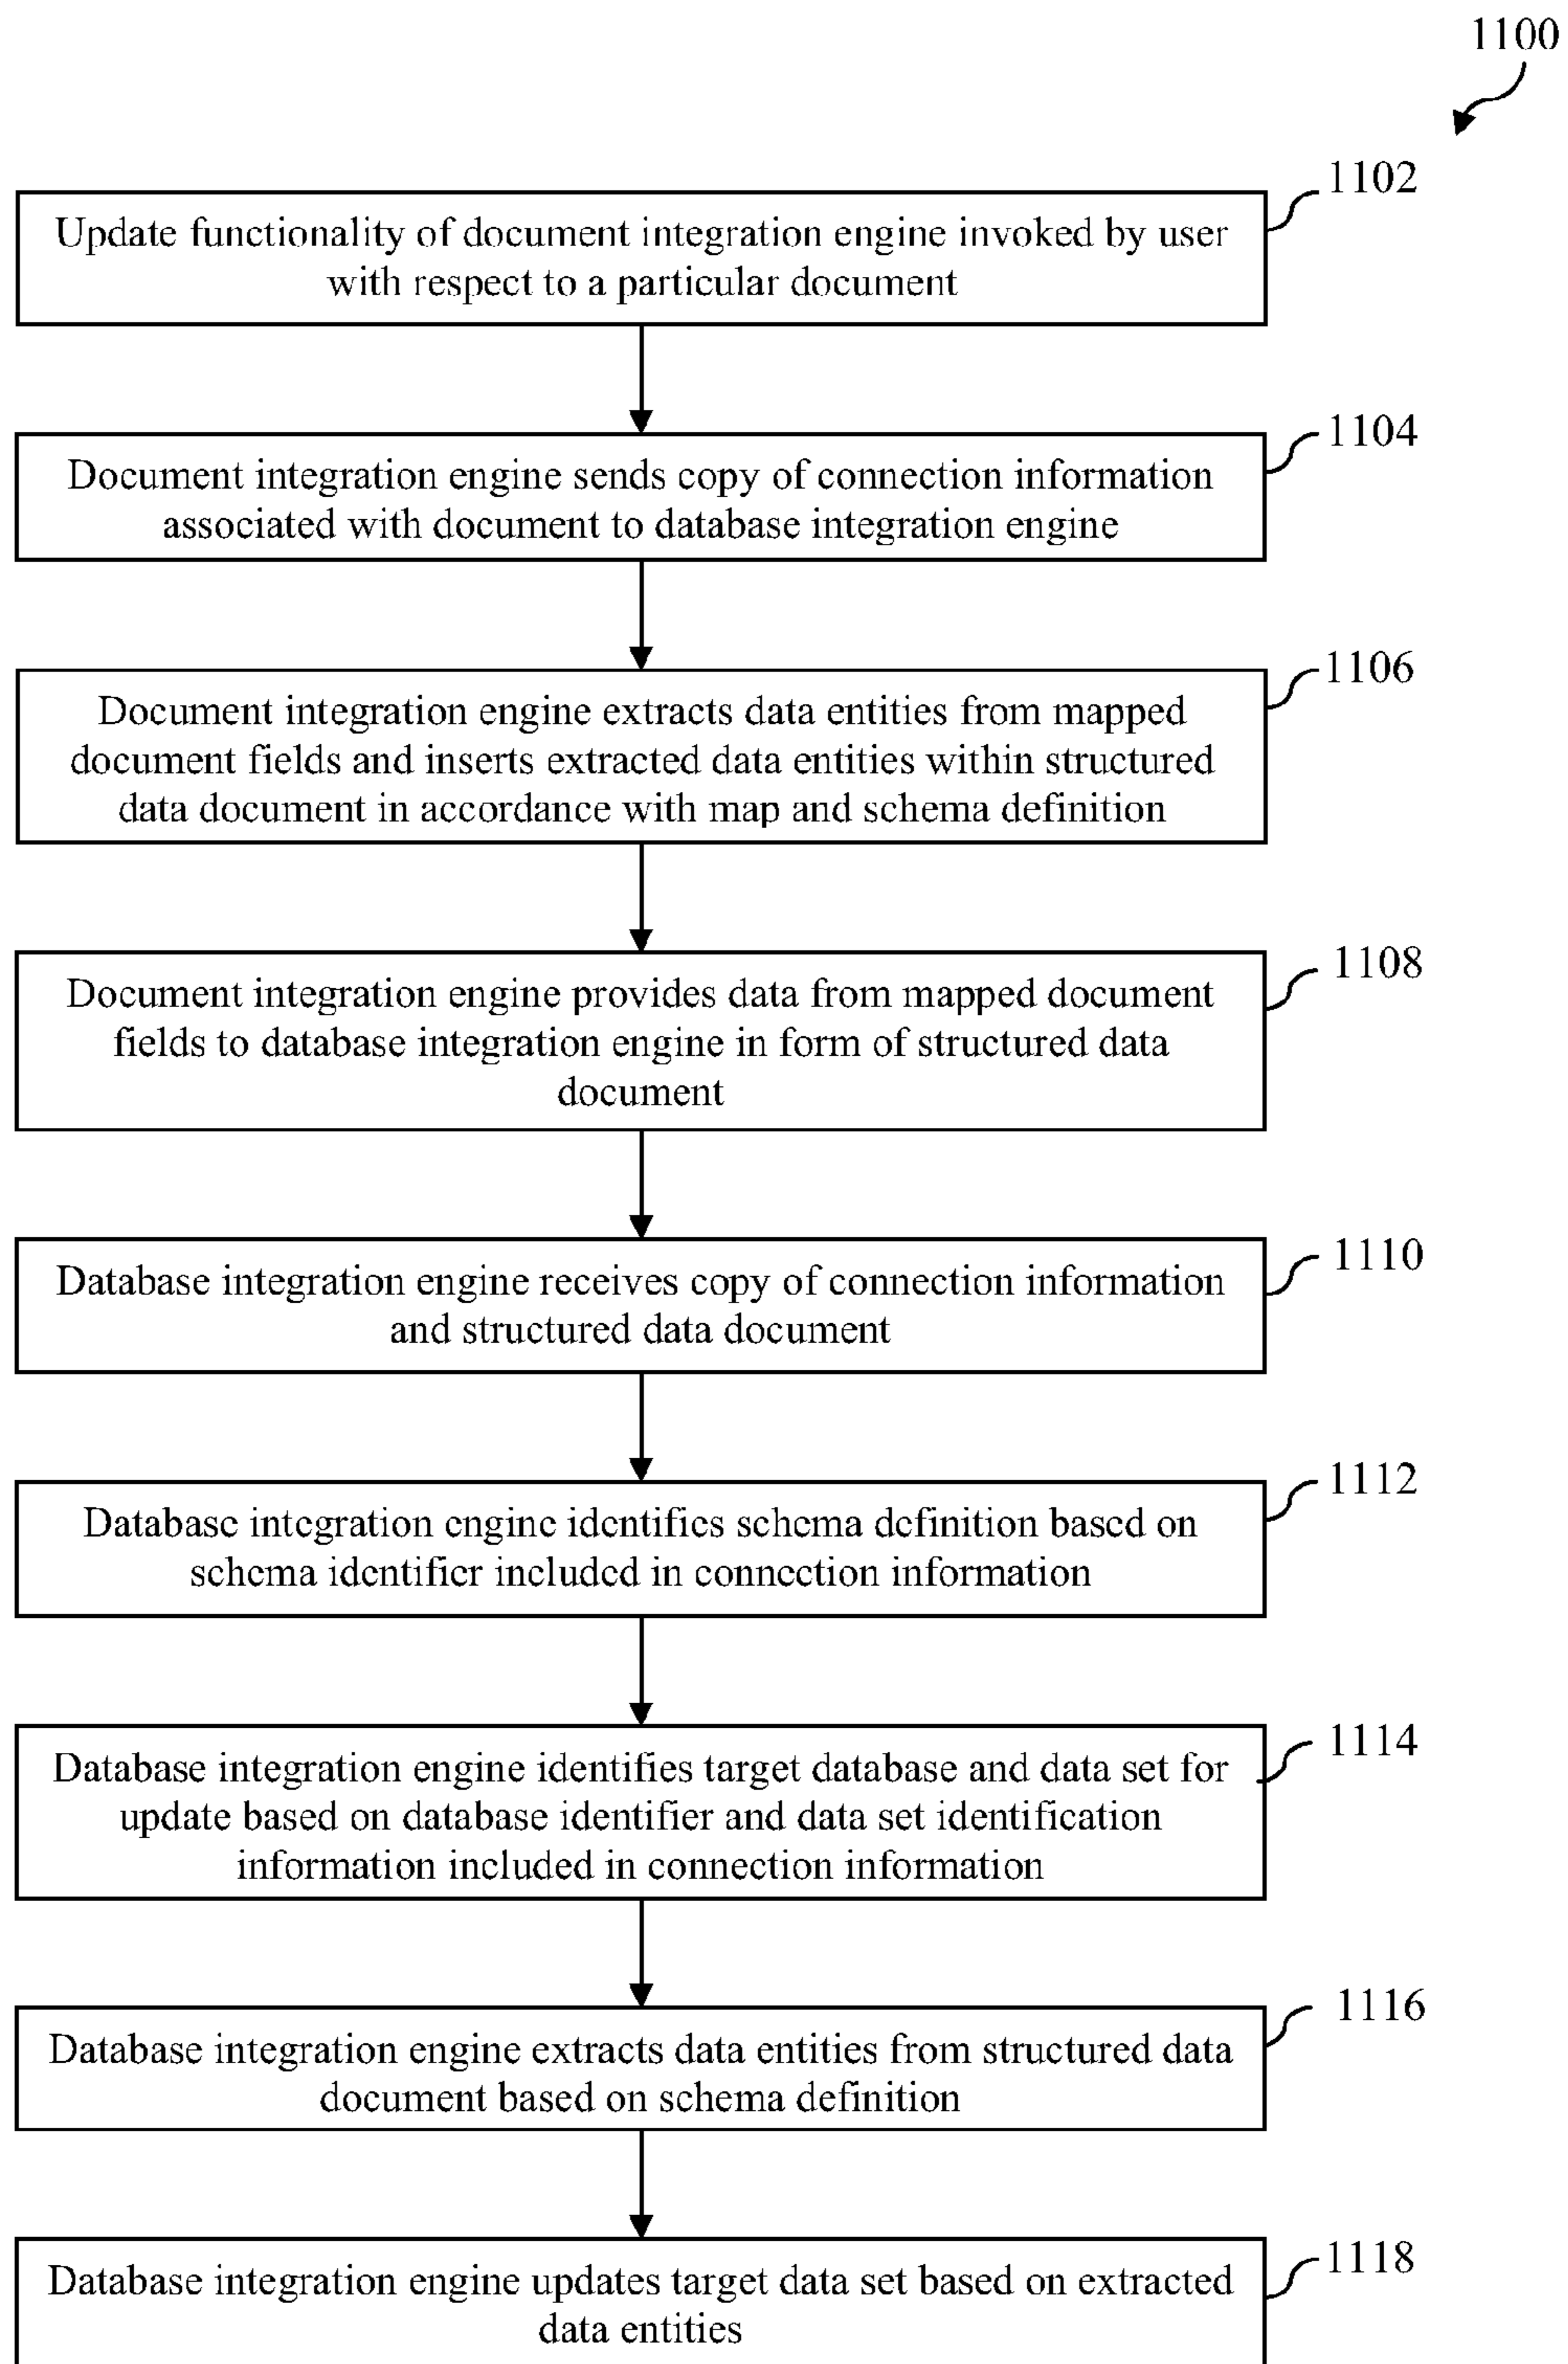 1100
1102
Update functionality of document integration engine invoked by user
with respect to a particular document
1104
Document integration engine sends copy of connection information
associated with document to database integration engine
1106
Document integration engine extracts data entities from mapped
document fields and inserts extracted data entities within structured
data document in accordance with map and schema definition
1108
Document integration engine provides data from mapped document
fields to database integration engine in form of structured data
document
1110
Database integration engine receives copy of connection information
and structured data document
1112
Database integration engine identifies schema definition based on
schema identifier included in connection information
1114
Database integration engine identifies target database and data set for
update based on database identifier and data set identification
information included in connection information
1116
Database integration engine extracts data entities from structured data
document based on schema definition
1118
Database integration engine updates target data set based on extracted
data entities